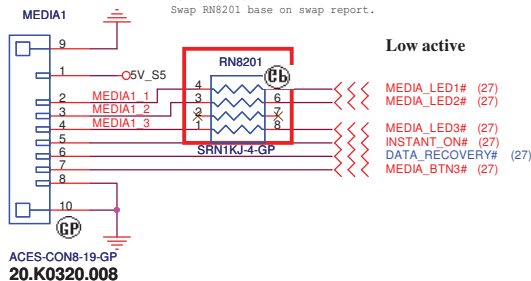 Swap RN8201 base on swap report.
MEDIA1
9
RN8201
Low active
1
5V_S5
4
MEDIA_LED1# (27)
2
MEDIA1_1
3
6
MEDIA_LED2# (27)
3
MEDIA1_2
2
7
4
MEDIA1_3
1
8
MEDIA_LED3# (27)
5
SRN1KJ-4-GP
INSTANT_ON# (27)
6
DATA_RECOVERY# (27)
7
MEDIA_BTN3# (27)
8
10
GP
ACES-CON8-19-GP
20.K0320.008